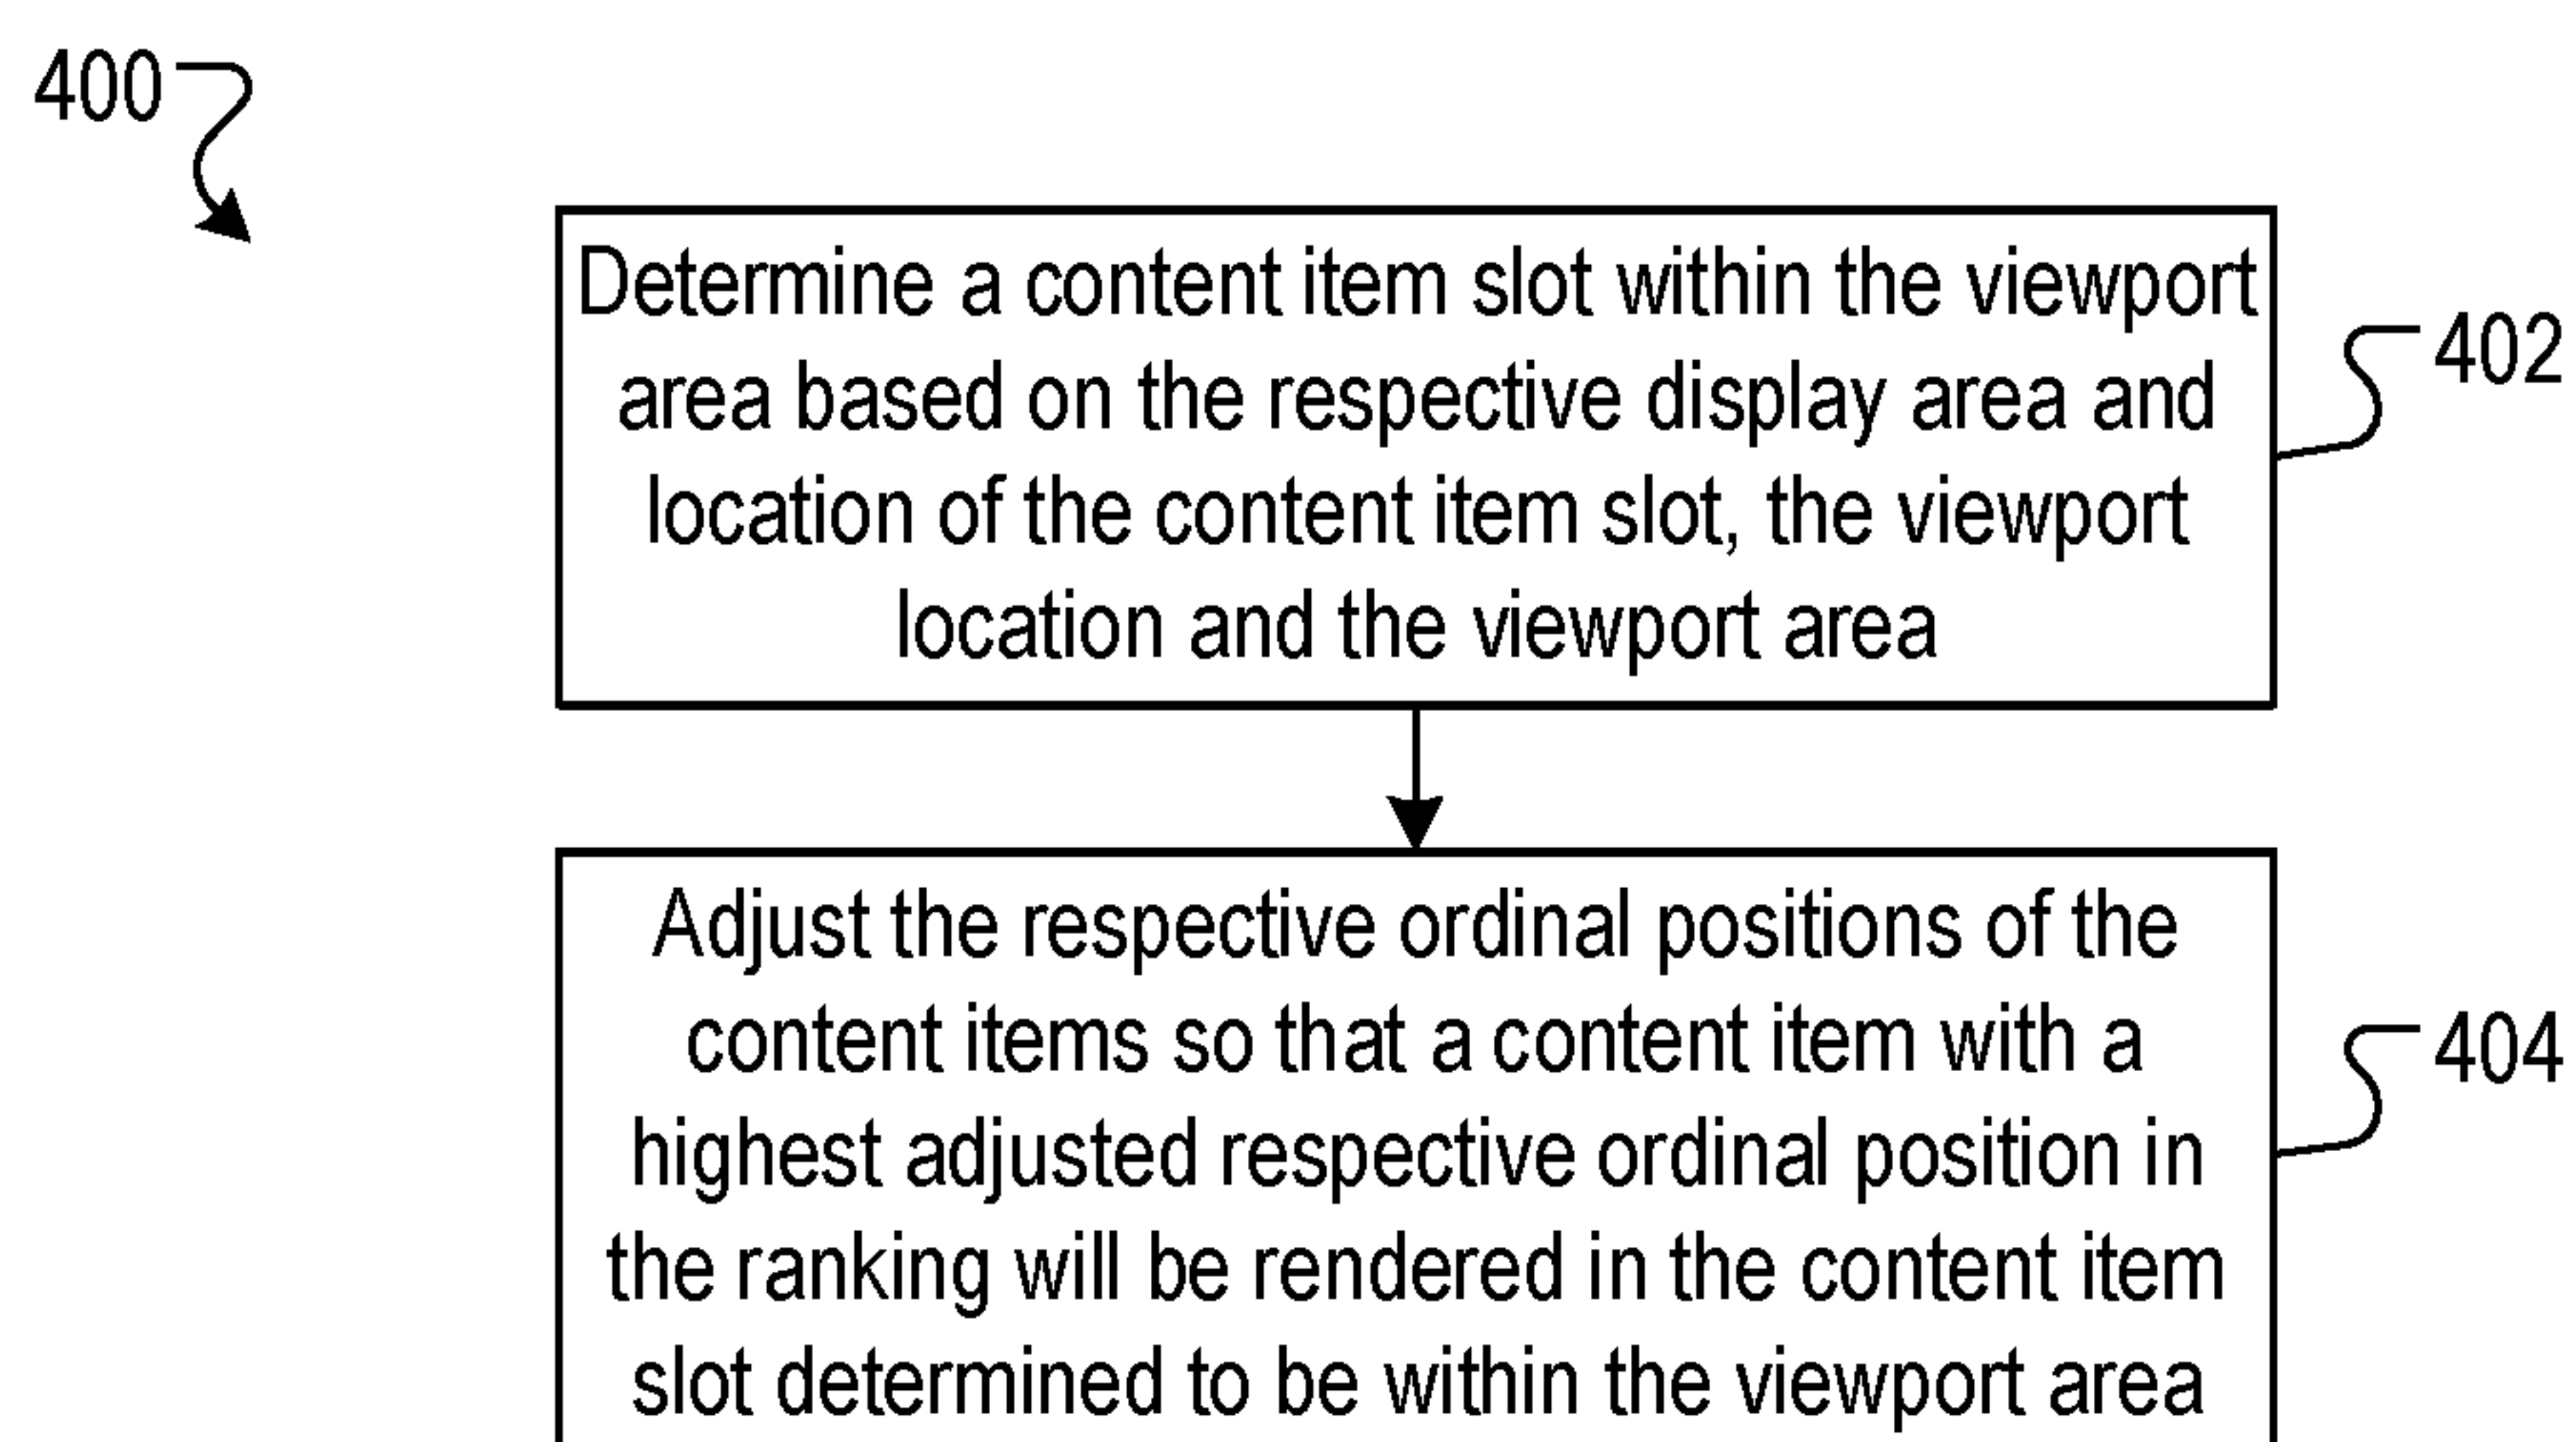 400
Determine a content item slot within the viewport
area based on the respective display area and
location of the content item slot, the viewport
location and the viewport area
402
Adjust the respective ordinal positions of the
content items so that a content item with a
highest adjusted respective ordinal position in
the ranking will be rendered in the content item
slot determined to be within the viewport area
404